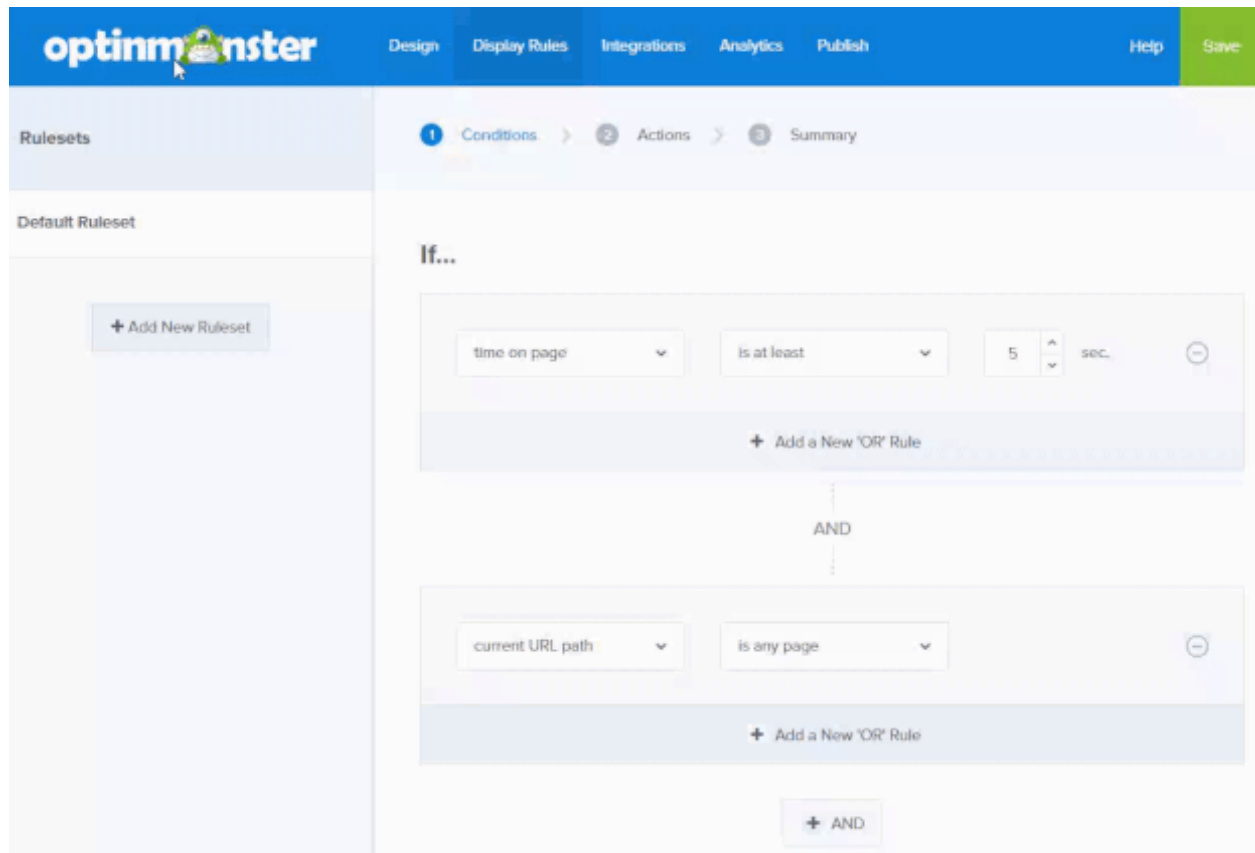 optinmonster Design Display Rules Integrations Analytics Publish Help Save
Rulesets
1 Conditions > 2 Actions > 3 Summary
Default Ruleset
If...
+ Add New Ruleset
time on page is at least 5 sec.
+ Add a New 'OR' Rule
AND
current URL path is any page
+ Add a New 'OR' Rule
+ AND